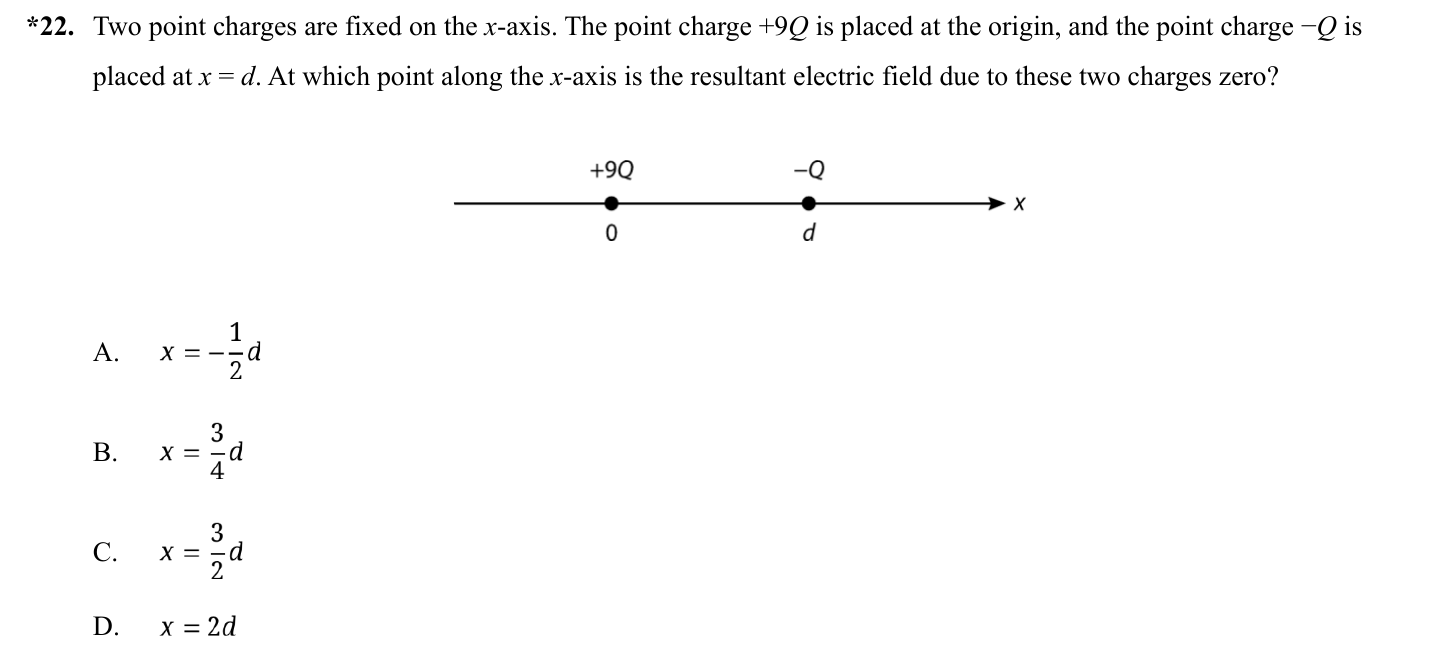 *22. Two point charges are fixed on the x-axis. The point charge +9Q is placed at the origin, and the point charge −Q is
placed at x = d. At which point along the x-axis is the resultant electric field due to these two charges zero?
+9Q −Q
x
0 d
A. x = −1/2 d
B. x = 3/4 d
C. x = 3/2 d
D. x = 2d